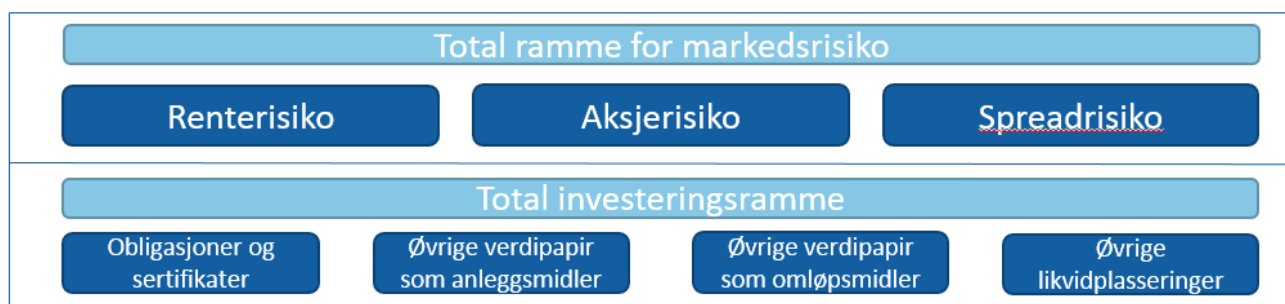 Total ramme for markedsrisiko
Renterisiko
Aksjerisiko
Spreadrisiko
Total investeringsramme
Obligasjoner og
sertifikater
Øvrige verdipapir
som anleggsmidler
Øvrige verdipapir
som omløpsmidler
Øvrige
likvidplasseringer